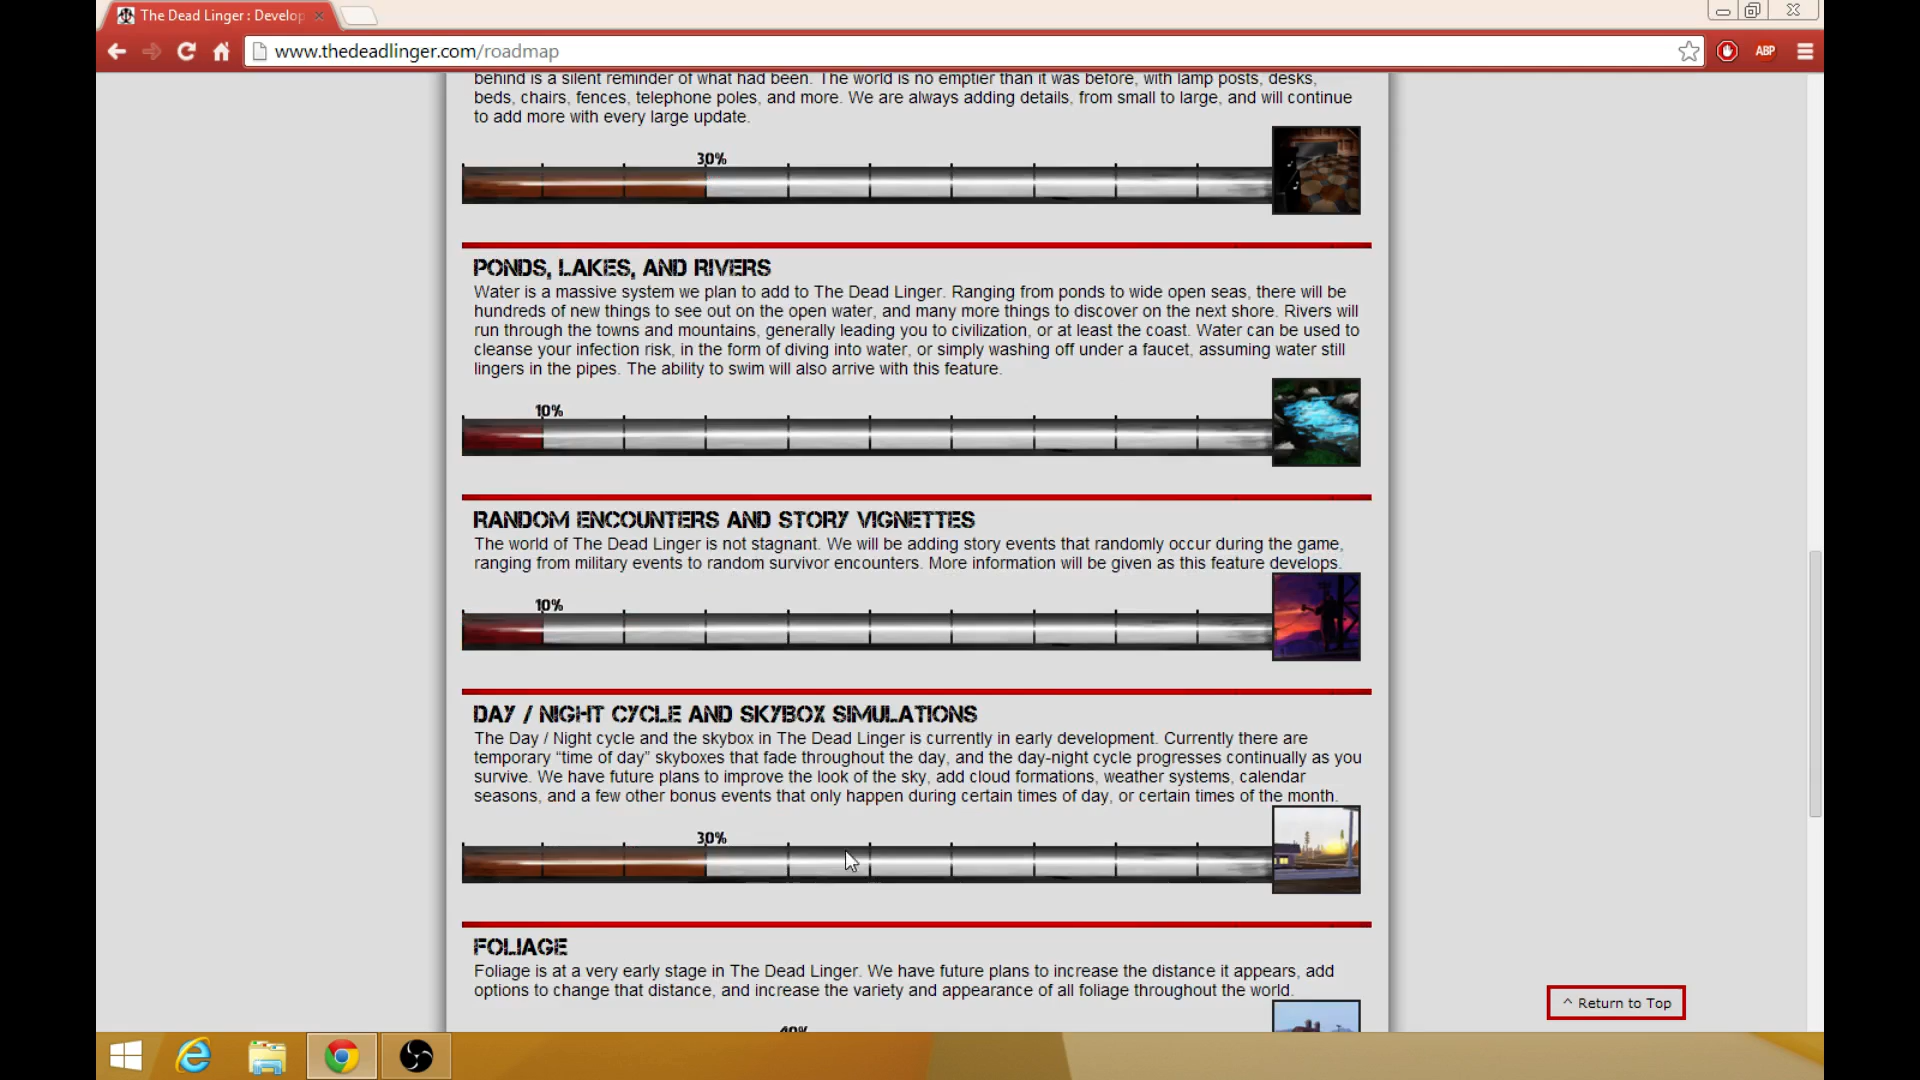 The Dead Linger : Develop
www.thedeadlinger.com/roadmap
ABP
behind is a silent reminder of what had been. The world is no emptier than it was before, with lamp posts, desks,
beds, chairs, fences, telephone poles, and more. We are always adding details, from small to large, and will continue
to add more with every large update.
30%
PONDS, LAKES, AND RIVERS
Water is a massive system we plan to add to The Dead Linger. Ranging from ponds to wide open seas, there will be
hundreds of new things to see out on the open water, and many more things to discover on the next shore. Rivers will
run through the towns and mountains, generally leading you to civilization, or at least the coast. Water can be used to
cleanse your infection risk, in the form of diving into water, or simply washing off under a faucet, assuming water still
lingers in the pipes. The ability to swim will also arrive with this feature.
10%
RANDOM ENCOUNTERS AND STORY VIGNETTES
The world of The Dead Linger is not stagnant. We will be adding story events that randomly occur during the game,
ranging from military events to random survivor encounters. More information will be given as this feature develops.
10%
DAY / NIGHT CYCLE AND SKYBOX SIMULATIONS
The Day / Night cycle and the skybox in The Dead Linger is currently in early development. Currently there are
temporary “time of day” skyboxes that fade throughout the day, and the day-night cycle progresses continually as you
survive. We have future plans to improve the look of the sky, add cloud formations, weather systems, calendar
seasons, and a few other bonus events that only happen during certain times of day, or certain times of the month.
30%
FOLIAGE
Foliage is at a very early stage in The Dead Linger. We have future plans to increase the distance it appears, add
options to change that distance, and increase the variety and appearance of all foliage throughout the world.
40%
^ Return to Top